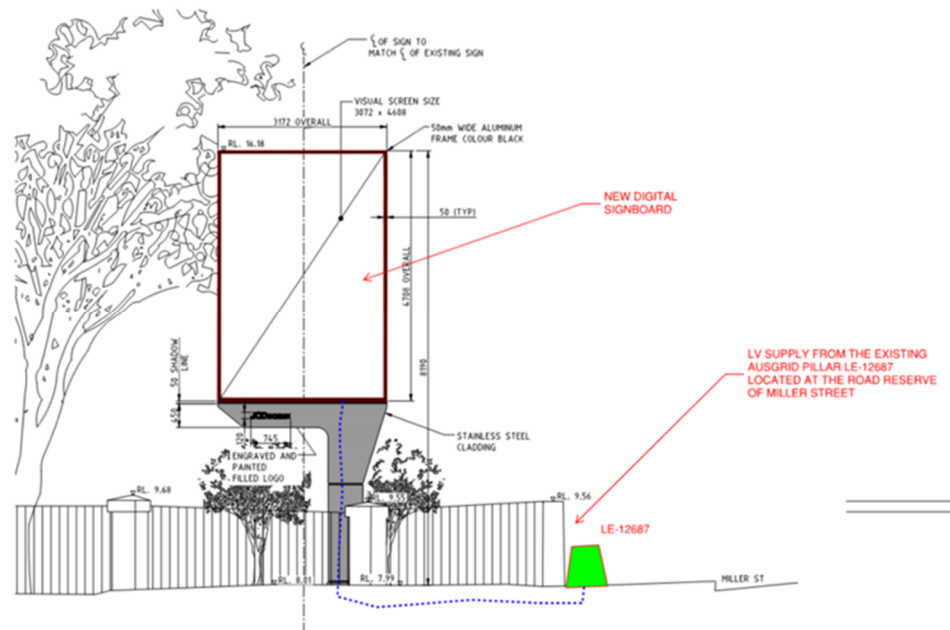 ℄ OF SIGN TO
MATCH ℄ OF EXISTING SIGN
VISUAL SCREEN SIZE
3072 x 4608
3172 OVERALL
50mm WIDE ALUMINUM
FRAME COLOUR BLACK
RL. 16.18
NEW DIGITAL
SIGNBOARD
50 (TYP)
4708 OVERALL
8190
50 SHADOW
LINE
450
LV SUPPLY FROM THE EXISTING
AUSGRID PILLAR LE-12687
LOCATED AT THE ROAD RESERVE
OF MILLER STREET
JCDecaux
120
745
STAINLESS STEEL
CLADDING
ENGRAVED AND
PAINTED
FILLED LOGO
RL. 9.68
RL. 9.55
RL. 9.56
LE-12687
RL. 8.01
RL. 7.99
MILLER ST